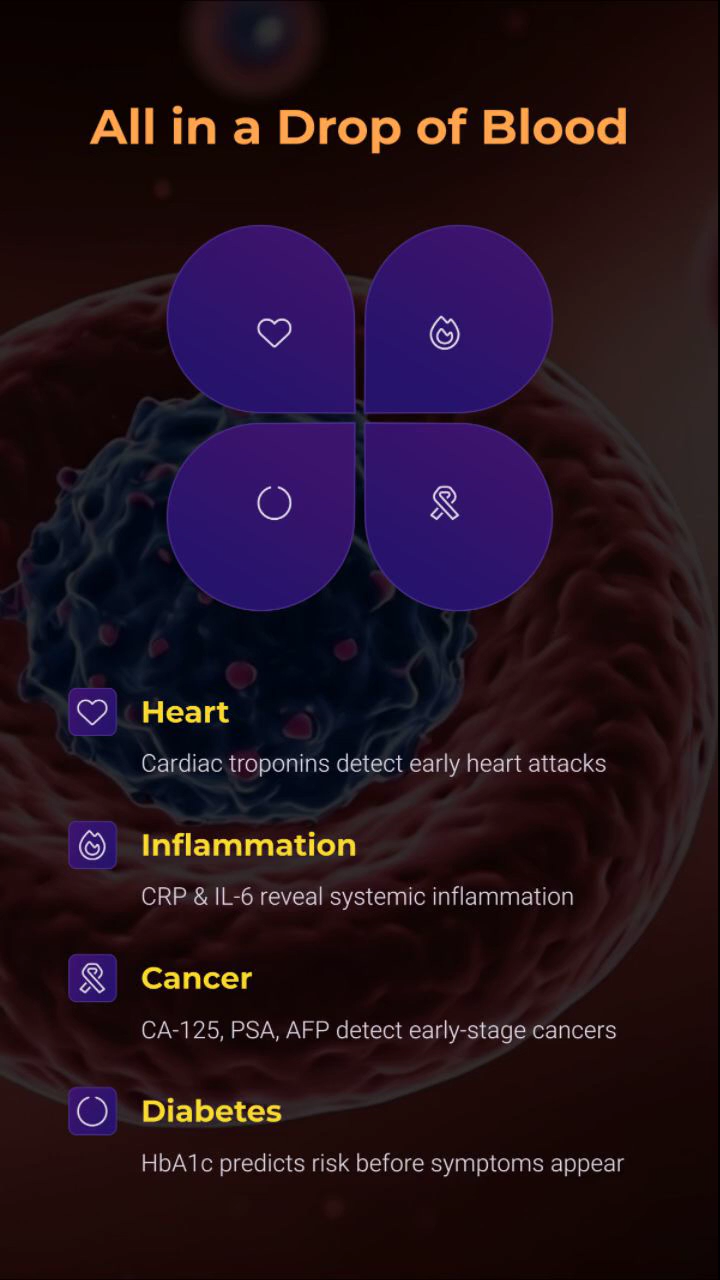 All in a Drop of Blood
Heart
Cardiac troponins detect early heart attacks
Inflammation
CRP & IL-6 reveal systemic inflammation
Cancer
CA-125, PSA, AFP detect early-stage cancers
Diabetes
HbA1c predicts risk before symptoms appear